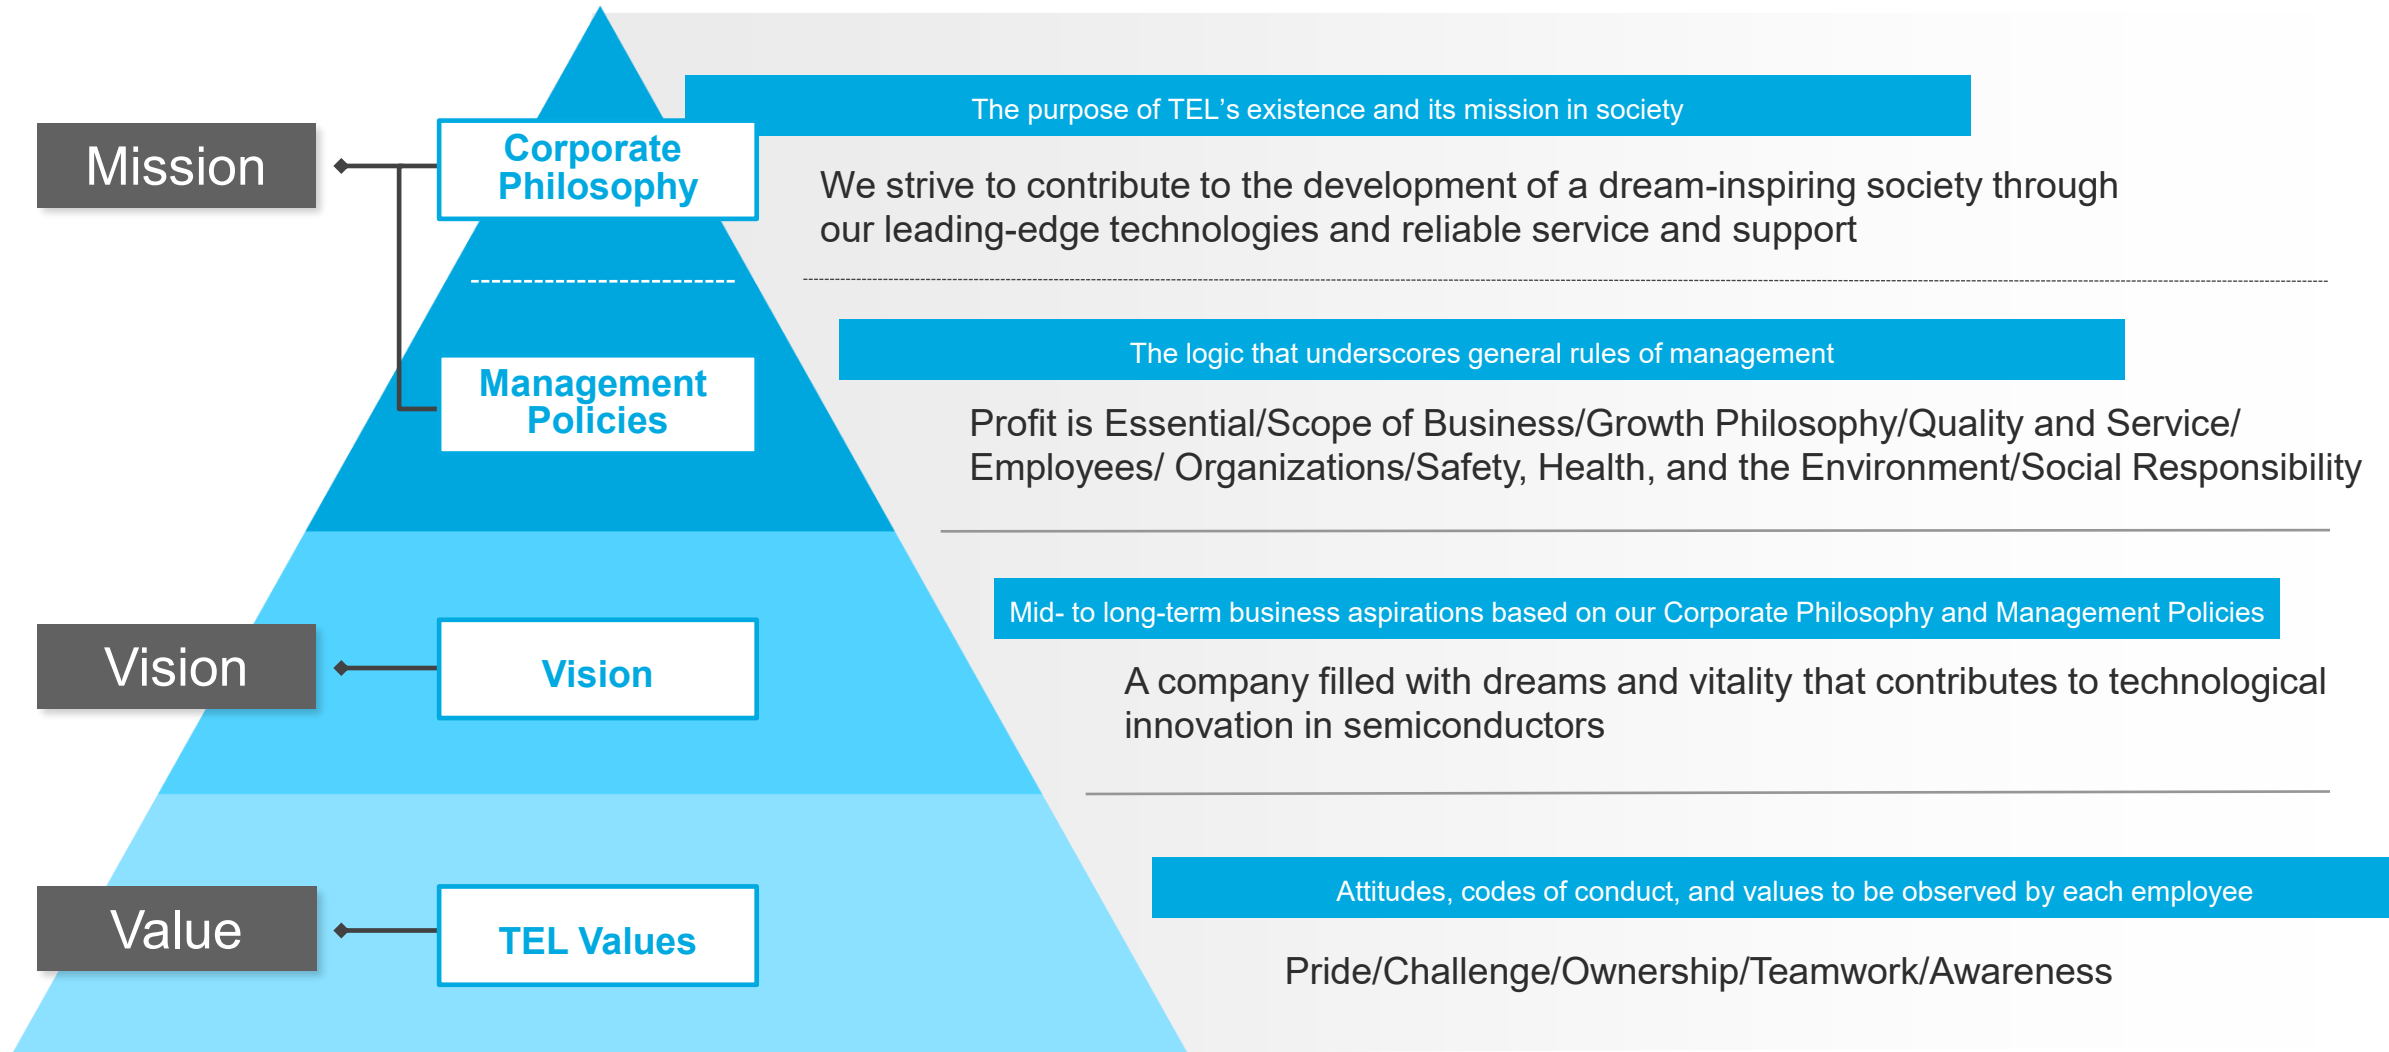 The purpose of TEL’s existence and its mission in society
Mission
Corporate
Philosophy
We strive to contribute to the development of a dream-inspiring society through
our leading-edge technologies and reliable service and support
The logic that underscores general rules of management
Management
Policies
Profit is Essential/Scope of Business/Growth Philosophy/Quality and Service/
Employees/ Organizations/Safety, Health, and the Environment/Social Responsibility
Mid- to long-term business aspirations based on our Corporate Philosophy and Management Policies
Vision
Vision
A company filled with dreams and vitality that contributes to technological
innovation in semiconductors
Attitudes, codes of conduct, and values to be observed by each employee
Value
TEL Values
Pride/Challenge/Ownership/Teamwork/Awareness